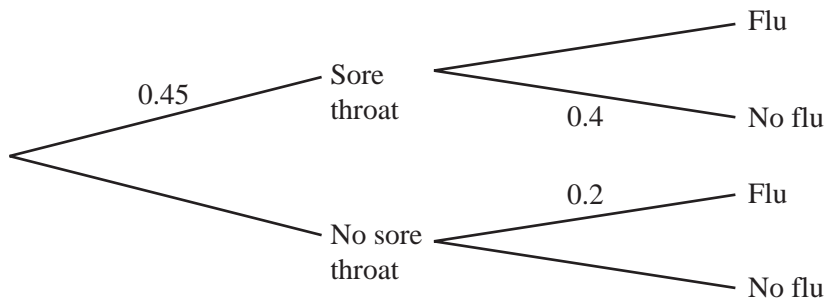 Flu
0.45
Sore
throat
0.4
No flu
0.2
Flu
No sore
throat
No flu